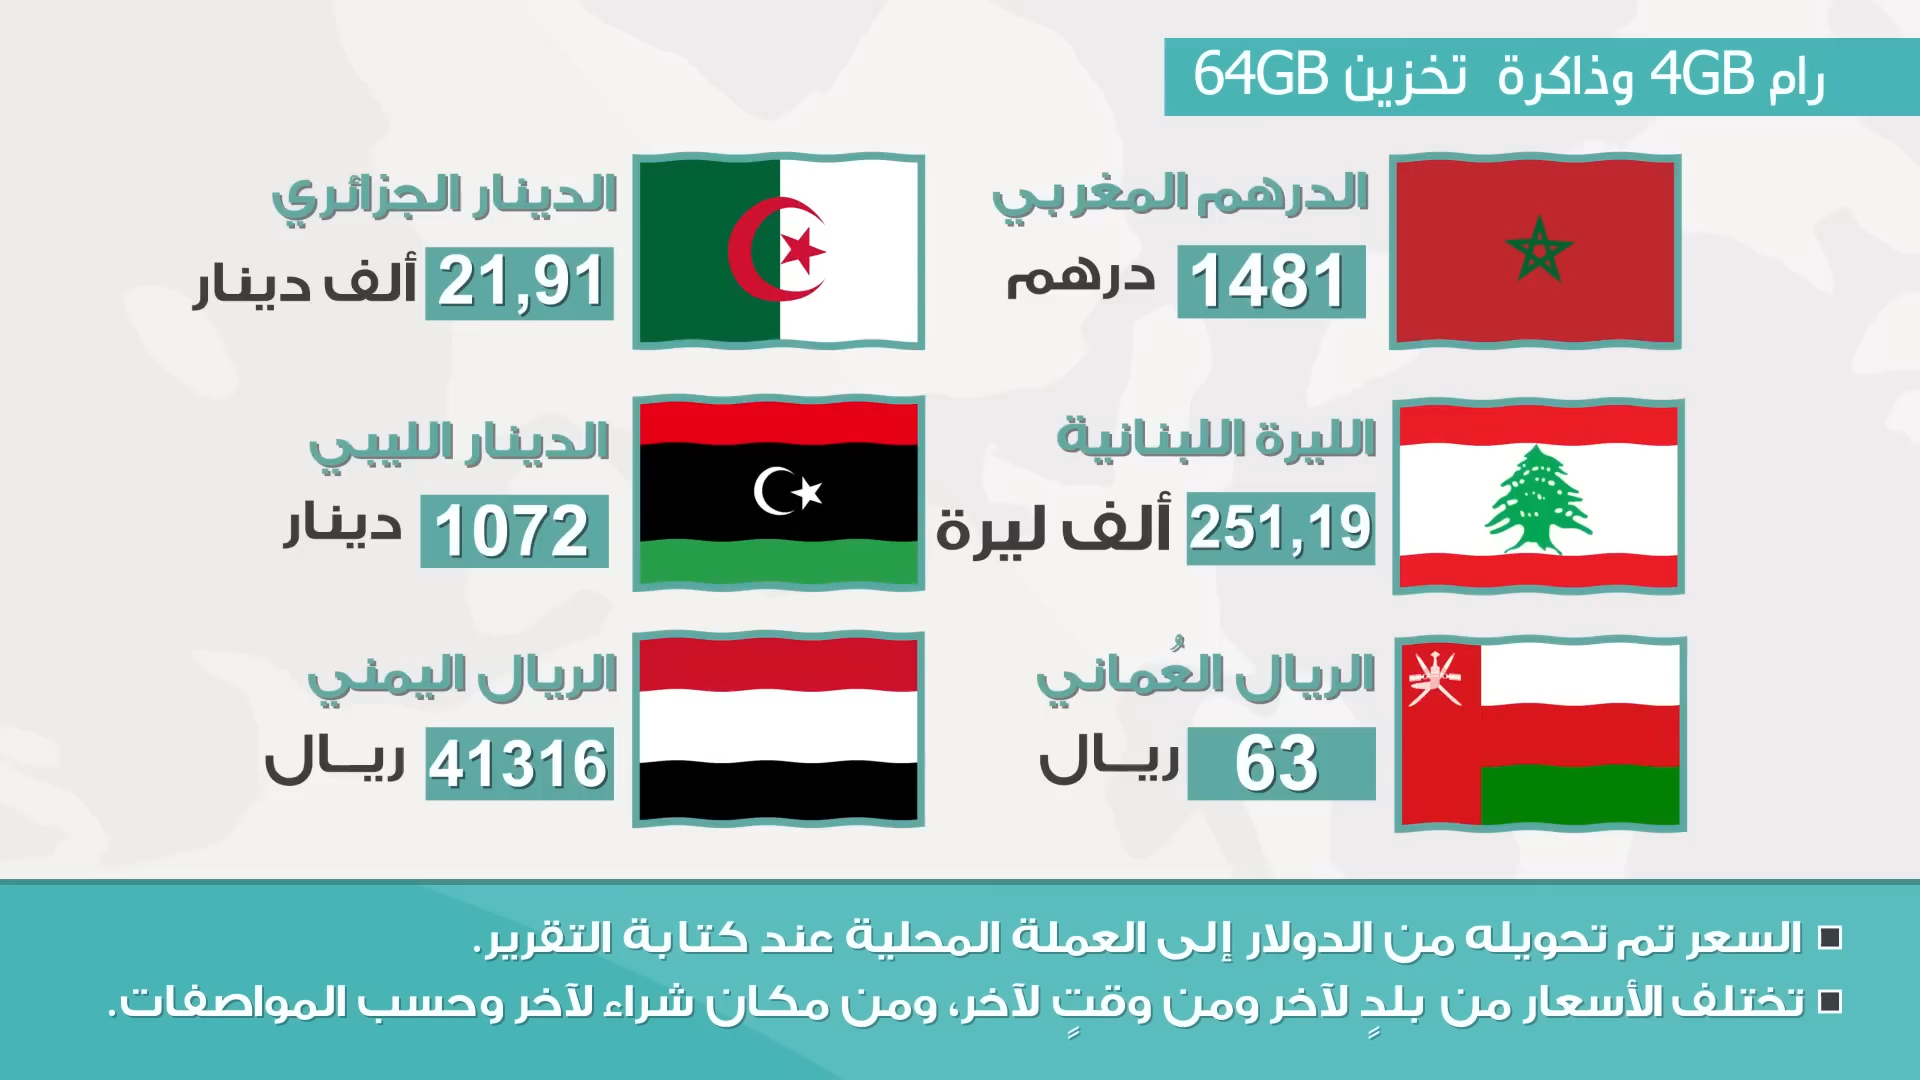 رام 4GB وذاكرة تخزين 64GB
الدرهم المغربي
1481 درهم
الدينار الجزائري
21,91 ألف دينار
الليرة اللبنانية
251,19 ألف ليرة
الدينار الليبي
1072 دينار
الريال العُماني
63 ريـال
الريال اليمني
41316 ريـال
▪ السعر تم تحويله من الدولار إلى العملة المحلية عند كتابة التقرير.
▪ تختلف الأسعار من بلدٍ لآخر ومن وقتٍ لآخر، ومن مكان شراء لآخر وحسب المواصفات.